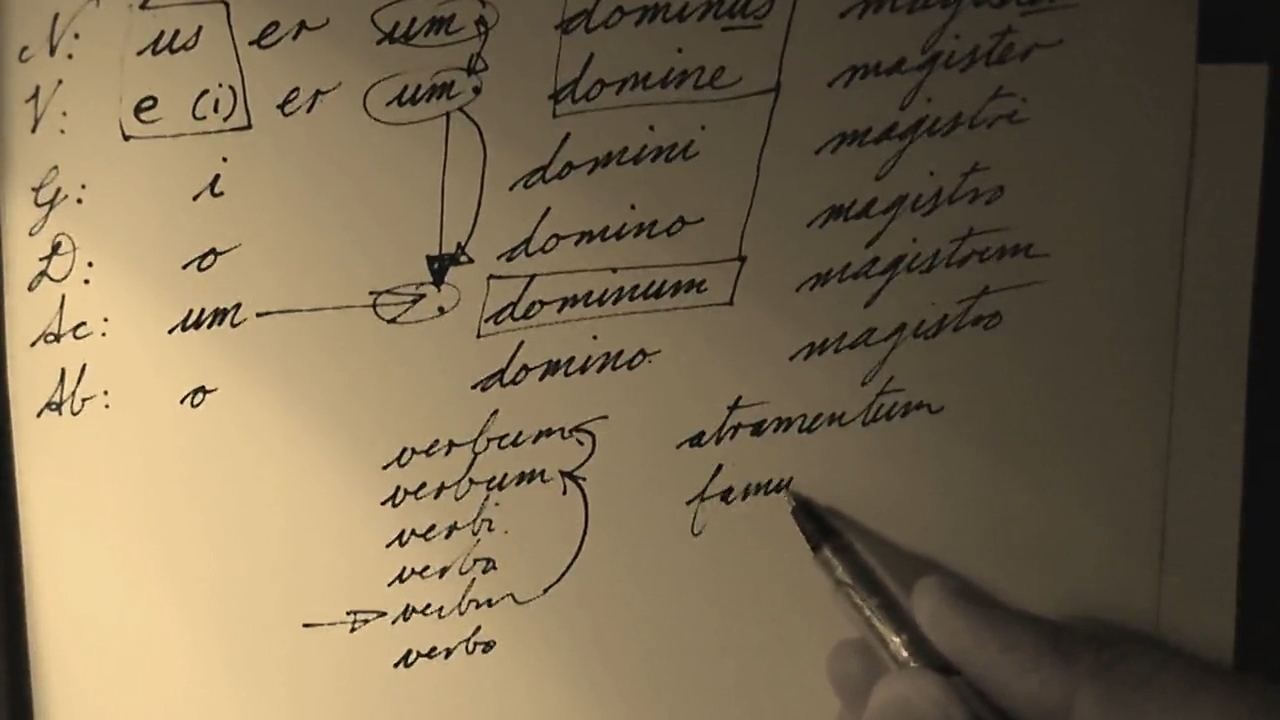 N: us er um dominus magister
V: e (i) er um domine magister
G: i domini magistri
D: o domino magistro
Ac: um dominum magistrum
Ab: o domino magistro
verbum atramentum
verbum famu
verbi
verbo
verbum
verbo